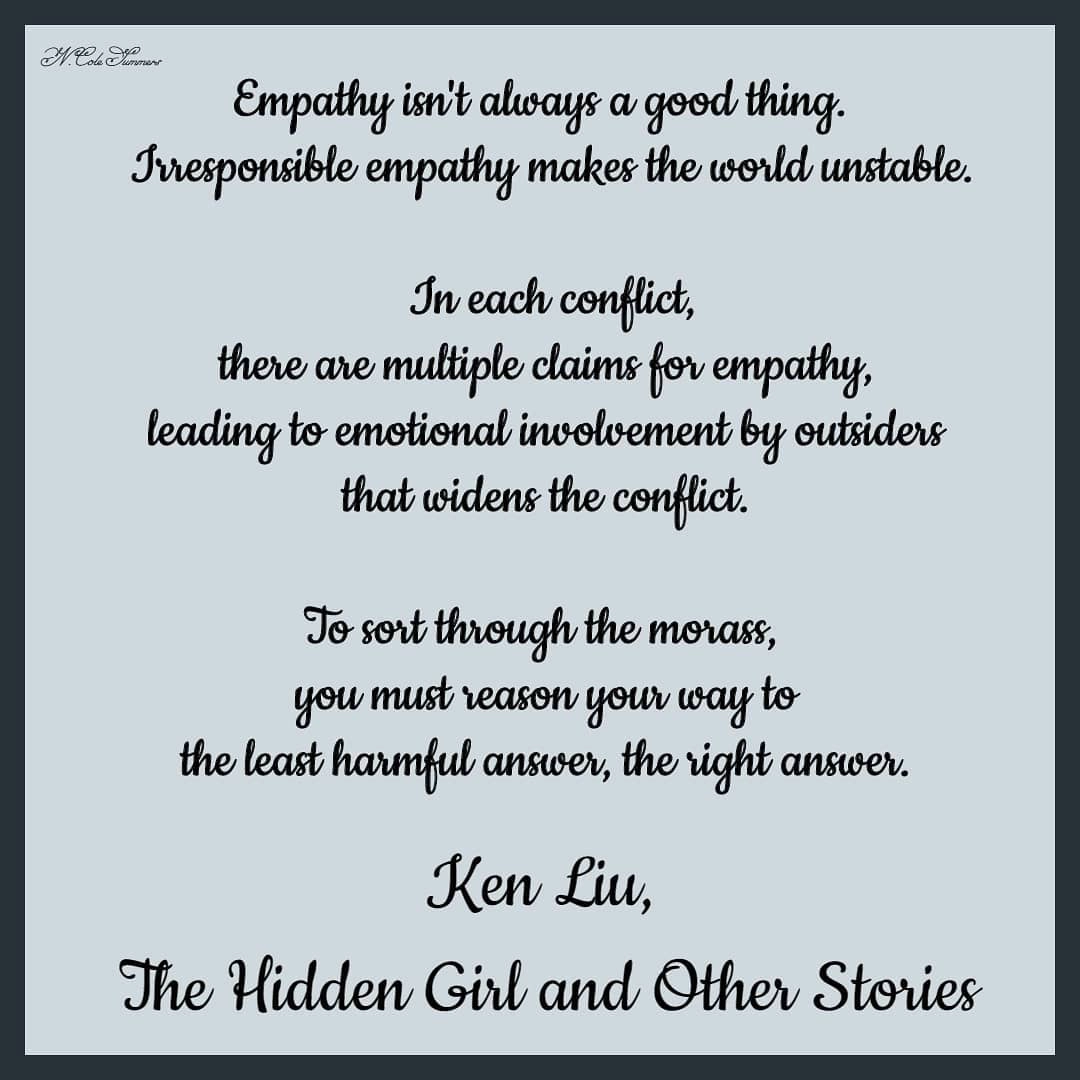 N. Cole Summers
Empathy isn't always a good thing.
Irresponsible empathy makes the world unstable.
In each conflict,
there are multiple claims for empathy,
leading to emotional involvement by outsiders
that widens the conflict.
To sort through the morass,
you must reason your way to
the least harmful answer, the right answer.
Ken Liu,
The Hidden Girl and Other Stories